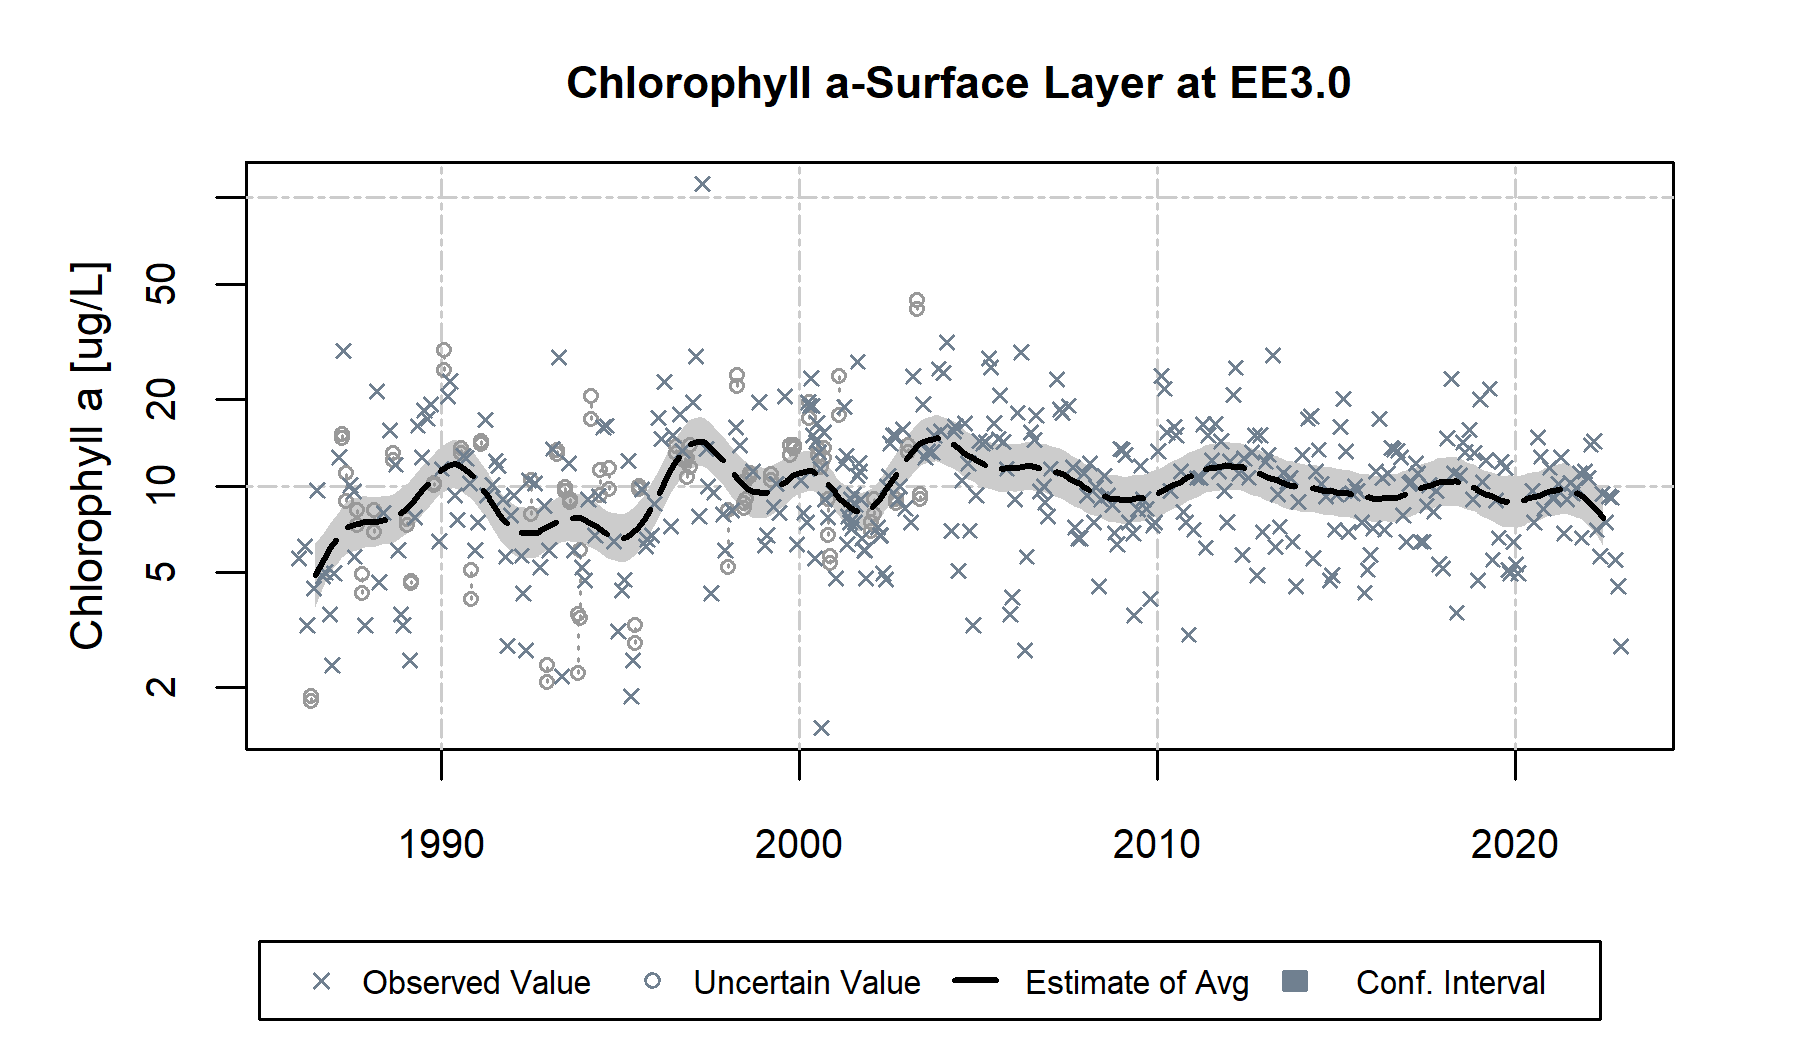 Chlorophyll a-Surface Layer at EE3.0
Chlorophyll a [ug/L]
50
20
10
5
2
1990 2000 2010 2020
Observed Value Uncertain Value Estimate of Avg Conf. Interval